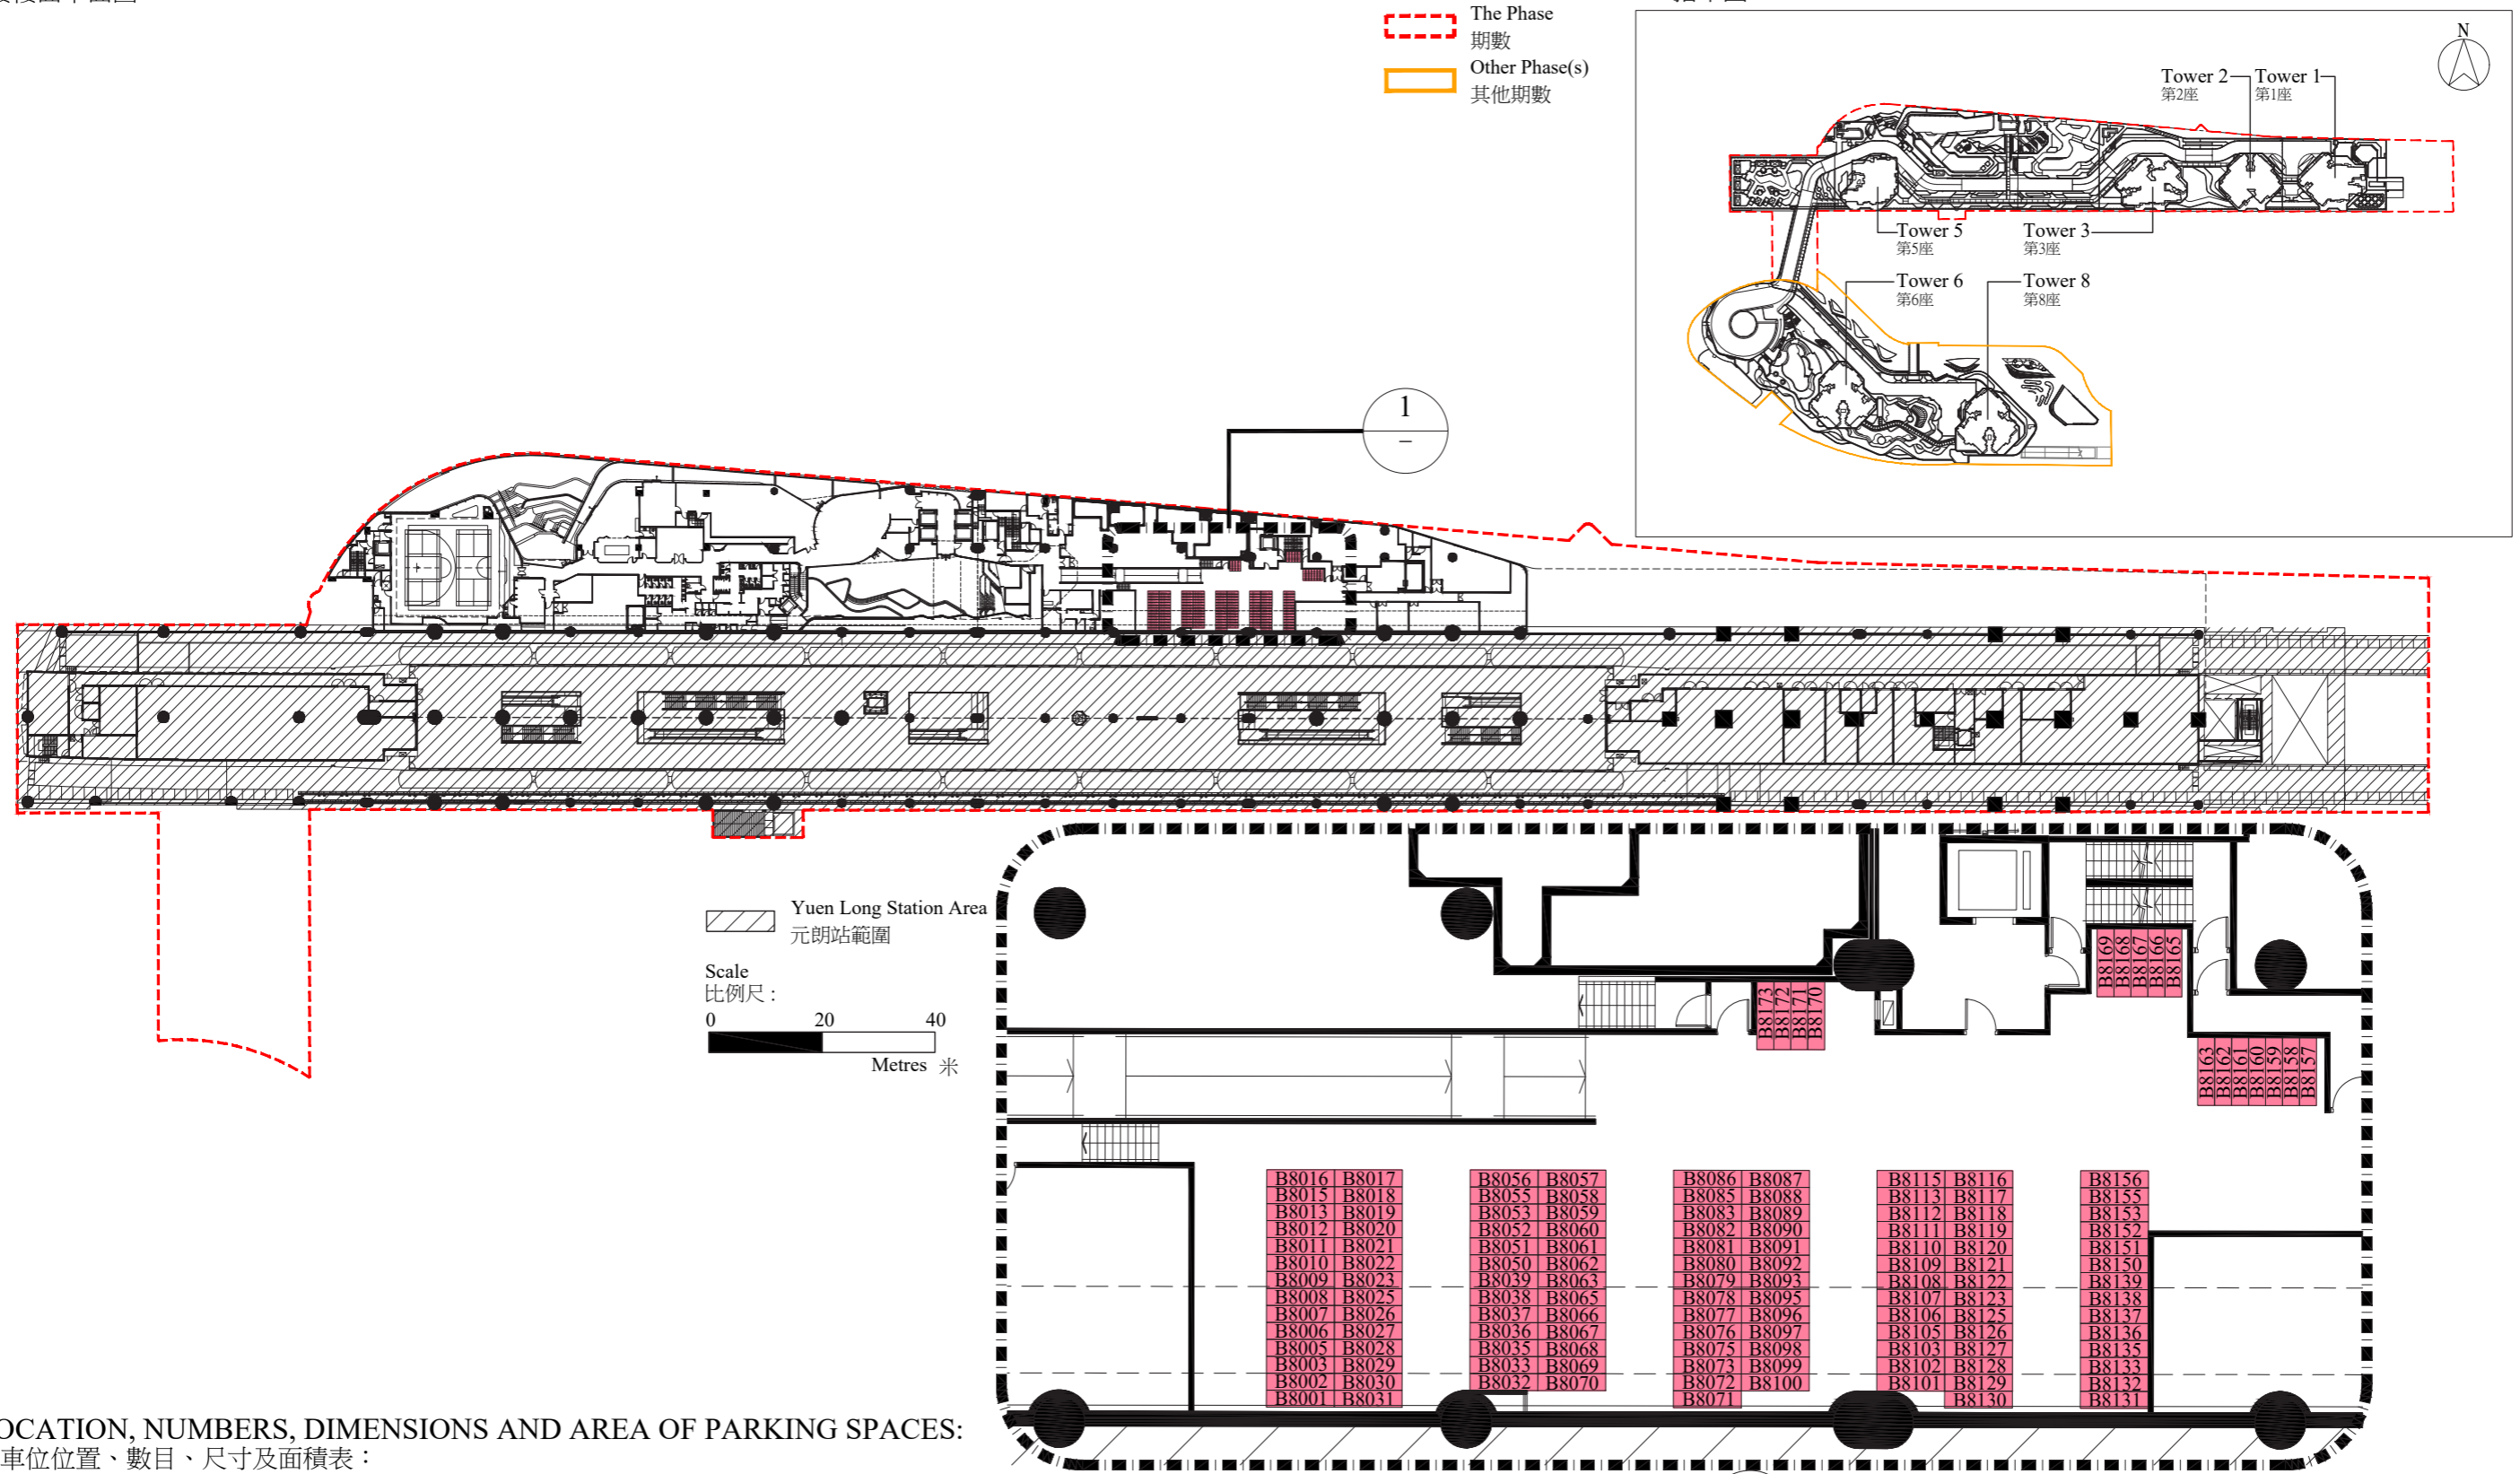 The Phase
期數
Other Phase(s)
其他期數
N
Tower 2
第2座
Tower 1
第1座
Tower 5
第5座
Tower 3
第3座
Tower 6
第6座
Tower 8
第8座
1
–
Yuen Long Station Area
元朗站範圍
Scale
比例尺：
0 20 40
Metres 米
B8169
B8168
B8167
B8166
B8165
B8173
B8172
B8171
B8170
B8163
B8162
B8161
B8160
B8159
B8158
B8157
B8016 B8017 B8056 B8057 B8086 B8087 B8115 B8116 B8156
B8015 B8018 B8055 B8058 B8085 B8088 B8113 B8117 B8155
B8013 B8019 B8053 B8059 B8083 B8089 B8112 B8118 B8153
B8012 B8020 B8052 B8060 B8082 B8090 B8111 B8119 B8152
B8011 B8021 B8051 B8061 B8081 B8091 B8110 B8120 B8151
B8010 B8022 B8050 B8062 B8080 B8092 B8109 B8121 B8150
B8009 B8023 B8039 B8063 B8079 B8093 B8108 B8122 B8139
B8008 B8025 B8038 B8065 B8078 B8095 B8107 B8123 B8138
B8007 B8026 B8037 B8066 B8077 B8096 B8106 B8125 B8137
B8006 B8027 B8036 B8067 B8076 B8097 B8105 B8126 B8136
B8005 B8028 B8035 B8068 B8075 B8098 B8103 B8127 B8135
B8003 B8029 B8033 B8069 B8073 B8099 B8102 B8128 B8133
B8002 B8030 B8032 B8070 B8072 B8100 B8101 B8129 B8132
B8001 B8031 B8071 B8130 B8131
OCATION, NUMBERS, DIMENSIONS AND AREA OF PARKING SPACES:
車位位置、數目、尺寸及面積表：